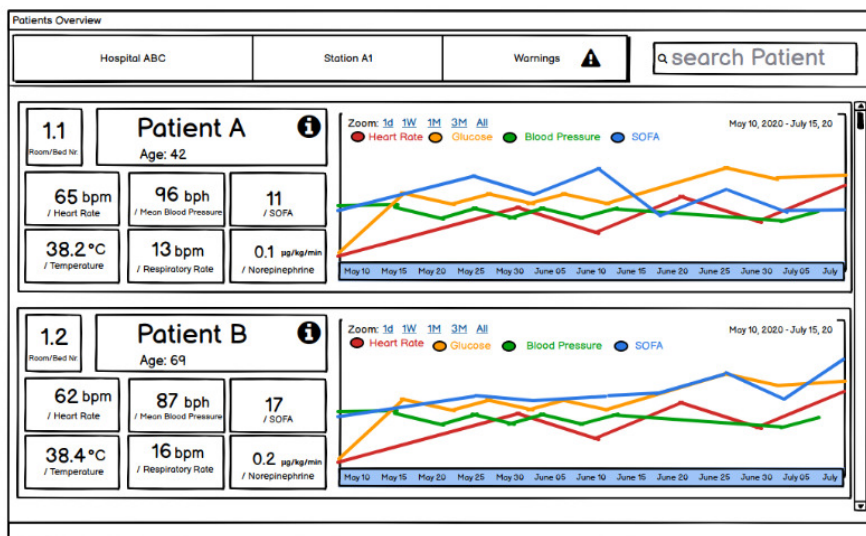 Patients Overview
Hospital ABC
Station A1
Warnings
search Patient
1.1
Room/Bed Nr.
Patient A
Age: 42
65 bpm
/ Heart Rate
96 bph
/ Mean Blood Pressure
11
/ SOFA
38.2 °C
/ Temperature
13 bpm
/ Respiratory Rate
0.1 µg/kg/min
/ Norepinephrine
Zoom: 1d 1W 1M 3M All
May 10, 2020 - July 15, 20
Heart Rate Glucose Blood Pressure SOFA
May 10 May 15 May 20 May 25 May 30 June 05 June 10 June 15 June 20 June 25 June 30 July 05 July
1.2
Room/Bed Nr.
Patient B
Age: 69
62 bpm
/ Heart Rate
87 bph
/ Mean Blood Pressure
17
/ SOFA
38.4 °C
/ Temperature
16 bpm
/ Respiratory Rate
0.2 µg/kg/min
/ Norepinephrine
Zoom: 1d 1W 1M 3M All
May 10, 2020 - July 15, 20
Heart Rate Glucose Blood Pressure SOFA
May 10 May 15 May 20 May 25 May 30 June 05 June 10 June 15 June 20 June 25 June 30 July 05 July